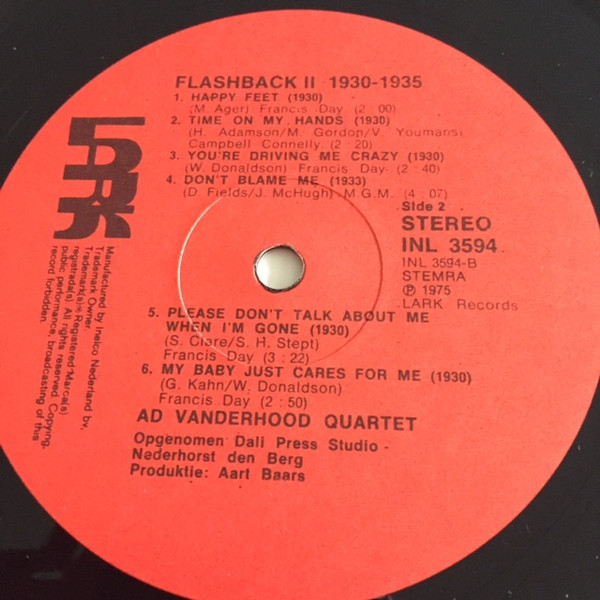 FLASHBACK II 1930-1935
1. HAPPY FEET (1930)
(M. Ager) Francis Day (2 : 00)
2. TIME ON MY HANDS (1930)
(H. Adamson/M. Gordon/V. Youmans)
Campbell Connelly (2 : 20)
3. YOU'RE DRIVING ME CRAZY (1930)
(W. Donaldson) Francis Day (2 : 40)
4. DON'T BLAME ME (1933)
(D. Fields/J. McHugh) M.G.M. (4 : 07)
Side 2
STEREO
INL 3594
INL 3594-B
STEMRA
℗ 1975
LARK Records
5. PLEASE DON'T TALK ABOUT ME
WHEN I'M GONE (1930)
(S. Clare/S. H. Stept)
Francis Day (3 : 22)
6. MY BABY JUST CARES FOR ME (1930)
(G. Kahn/W. Donaldson)
Francis Day (2 : 50)
AD VANDERHOOD QUARTET
Opgenomen Dali Press Studio -
Nederhorst den Berg
Produktie: Aart Baars
LARK
Manufactured by Inelco Nederland bv.
Trademark Owner.
Trademark(s) Registered Marca(s)
registrada(s) All rights reserved Copying,
public performance, broadcasting of this
record forbidden.